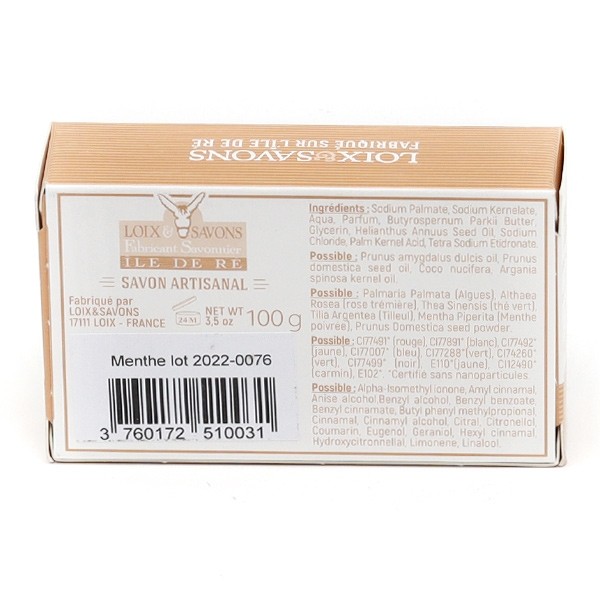 LOIX&SAVONS
FABRIQUÉ SUR L'ÎLE DE RÉ
LOIX & SAVONS
Fabricant Savonnier
ILE DE RE
SAVON ARTISANAL
Fabriqué par
LOIX&SAVONS
17111 LOIX - FRANCE
24 M
NET WT
3,5 oz
100 g
Menthe lot 2022-0076
3 760172 510031
Ingrédients : Sodium Palmate, Sodium Kernelate,
Aqua, Parfum, Butyrospernum Parkii Butter,
Glycerin, Helianthus Annuus Seed Oil, Sodium
Chloride, Palm Kernel Acid, Tetra Sodium Etidronate.
Possible : Prunus amygdalus dulcis oil, Prunus
domestica seed oil, Coco nucifera, Argania
spinosa kernel oil.
Possible : Palmaria Palmata (Algues), Althaea
Rosea (rose trémière), Thea Sinensis (thé vert),
Tilia Argentea (Tilleul), Mentha Piperita (Menthe
poivrée), Prunus Domestica seed powder.
Possible : CI77491" (rouge), CI77891" (blanc), CI77492"
(jaune), CI77007" (bleu), CI77288"(vert), CI74260"
(vert), CI77499" (noir), E110"(jaune), CI12490"
(carmin), E102" "Certifié sans nanoparticules".
Possible : Alpha-Isomethyl ionone, Amyl cinnamal,
Anise alcohol,Benzyl alcohol, Benzyl benzoate,
Benzyl cinnamate, Butyl phenyl methylpropional,
Cinnamal, Cinnamyl alcohol, Citral, Citronellol,
Coumarin, Eugenol, Geraniol, Hexyl cinnamal,
Hydroxycitronnellal, Limonene, Linalool.